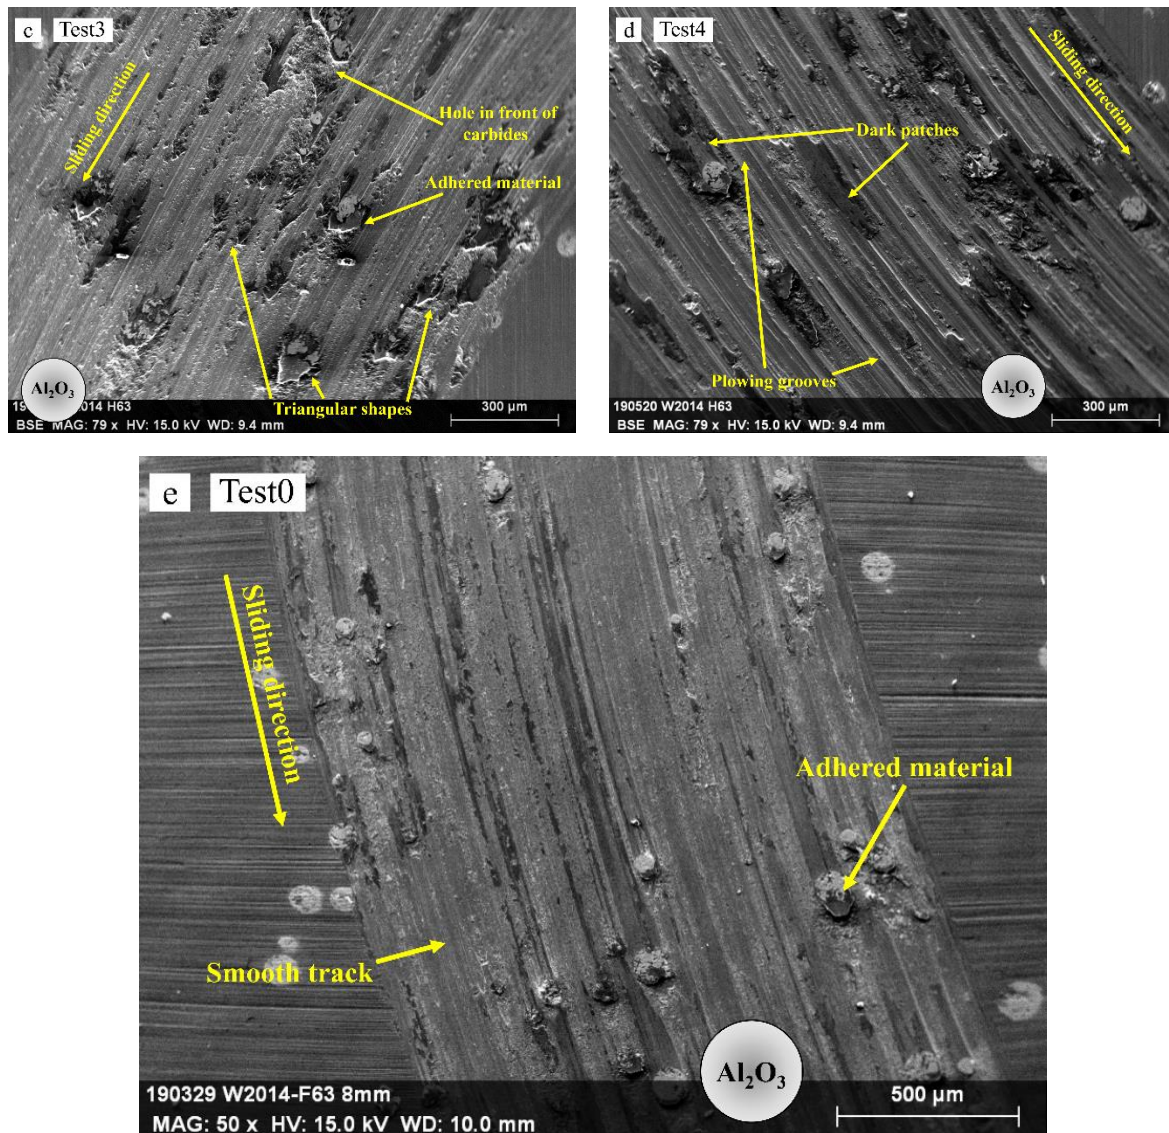 c Test3
Sliding direction
Hole in front of
carbides
Adhered material
Triangular shapes
Al₂O₃
19 2014 H63
300 µm
BSE MAG: 79 x HV: 15.0 kV WD: 9.4 mm
d Test4
Sliding
direction
Dark patches
Plowing grooves
Al₂O₃
190520 W2014 H63
300 µm
BSE MAG: 79 x HV: 15.0 kV WD: 9.4 mm
e Test0
Sliding direction
Adhered material
Smooth track
Al₂O₃
190329 W2014-F63 8mm
500 µm
MAG: 50 x HV: 15.0 kV WD: 10.0 mm